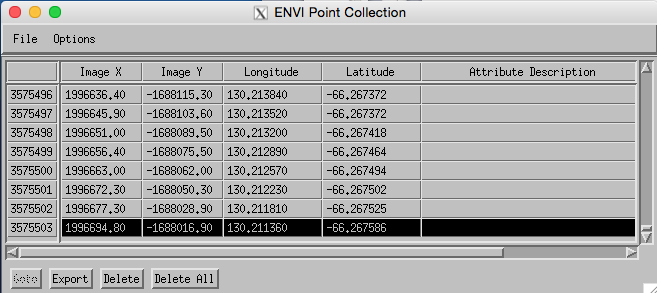 ENVI Point Collection
File Options
Image X Image Y Longitude Latitude Attribute Description
3575496 1996636.40 -1688115.30 130.213840 -66.267372
3575497 1996645.90 -1688103.60 130.213520 -66.267372
3575498 1996651.00 -1688089.50 130.213200 -66.267418
3575499 1996656.40 -1688075.50 130.212890 -66.267464
3575500 1996663.00 -1688062.00 130.212570 -66.267494
3575501 1996672.30 -1688050.30 130.212230 -66.267502
3575502 1996677.30 -1688028.90 130.211810 -66.267525
3575503 1996694.80 -1688016.90 130.211360 -66.267586
Goto Export Delete Delete All